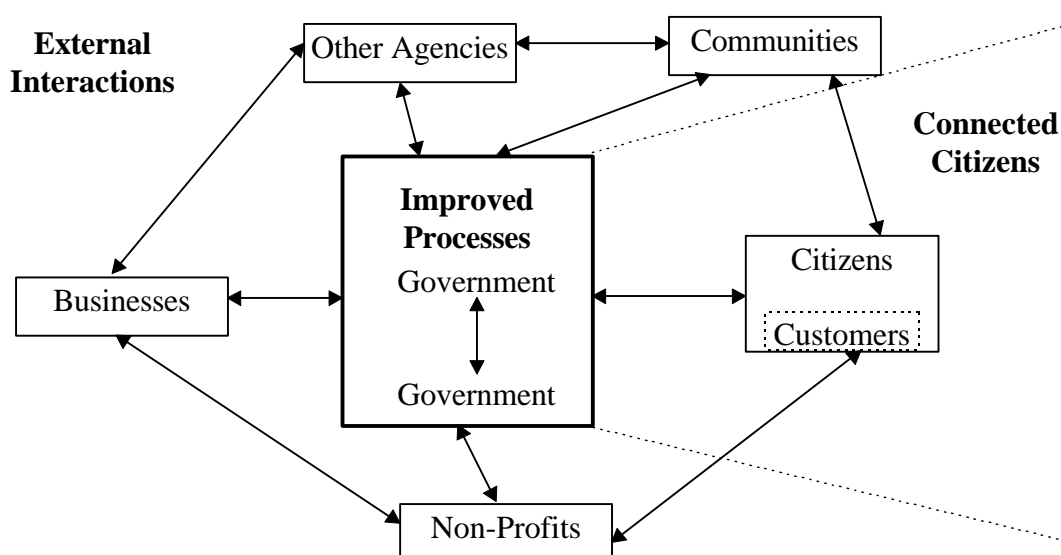 External
Interactions
Other Agencies
Communities
Connected
Citizens
Improved
Processes
Government
Government
Businesses
Citizens
Customers
Non-Profits